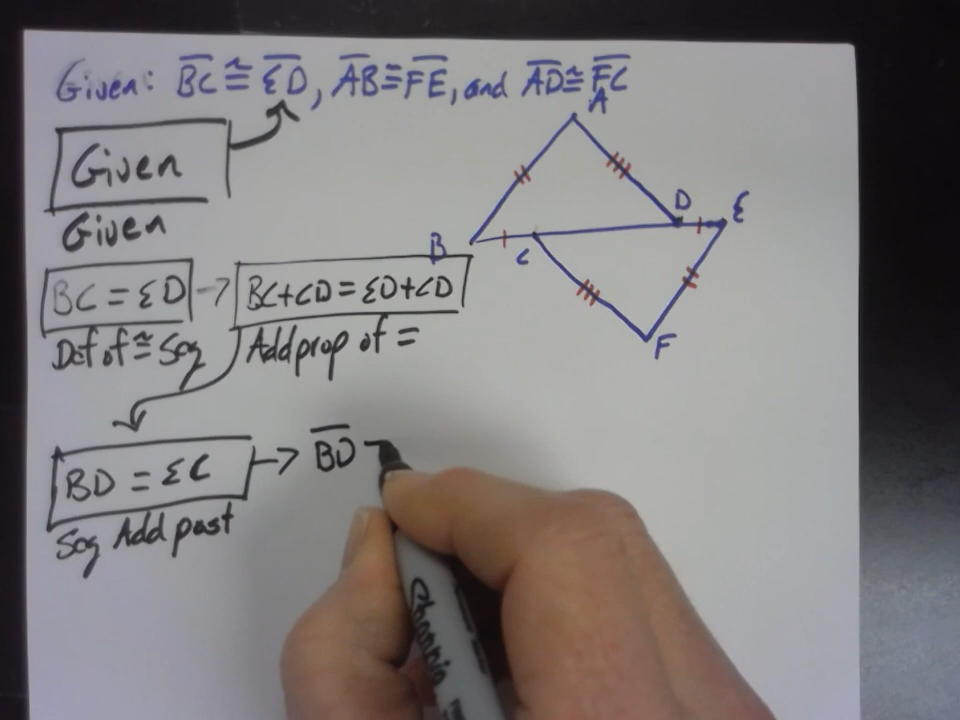 Given: BC ≅ ED, AB ≅ FE, and AD ≅ FC
Given
Given
BC = ED → BC+CD = ED+CD
Def of ≅ Seg
Add prop of =
BD = EC → BD
Seg Add post
A
B
C
D
E
F
Sharpie